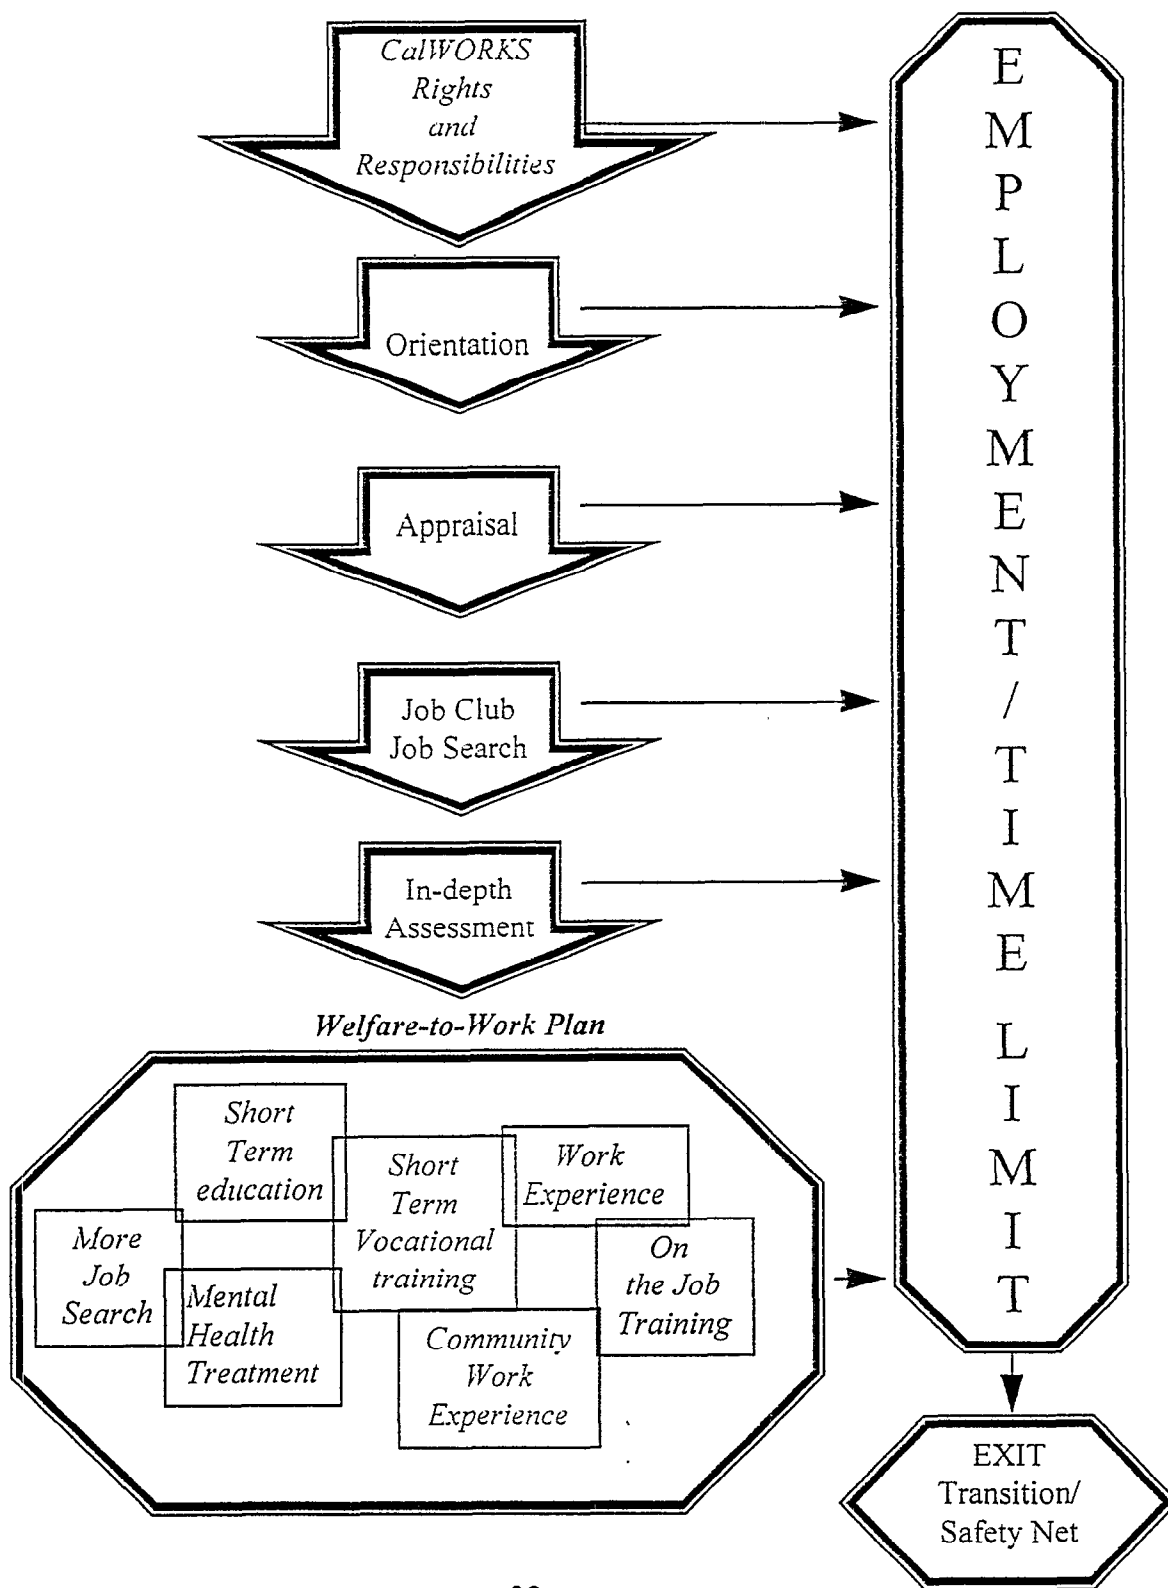 CalWORKS
Rights
and
Responsibilities
Orientation
Appraisal
Job Club
Job Search
In-depth
Assessment
Welfare-to-Work Plan
Short
Term
education
Short
Term
Vocational
training
Work
Experience
More
Job
Search
Mental
Health
Treatment
On
the Job
Training
Community
Work
Experience
E
M
P
L
O
Y
M
E
N
T
/
T
I
M
E
L
I
M
I
T
EXIT
Transition/
Safety Net